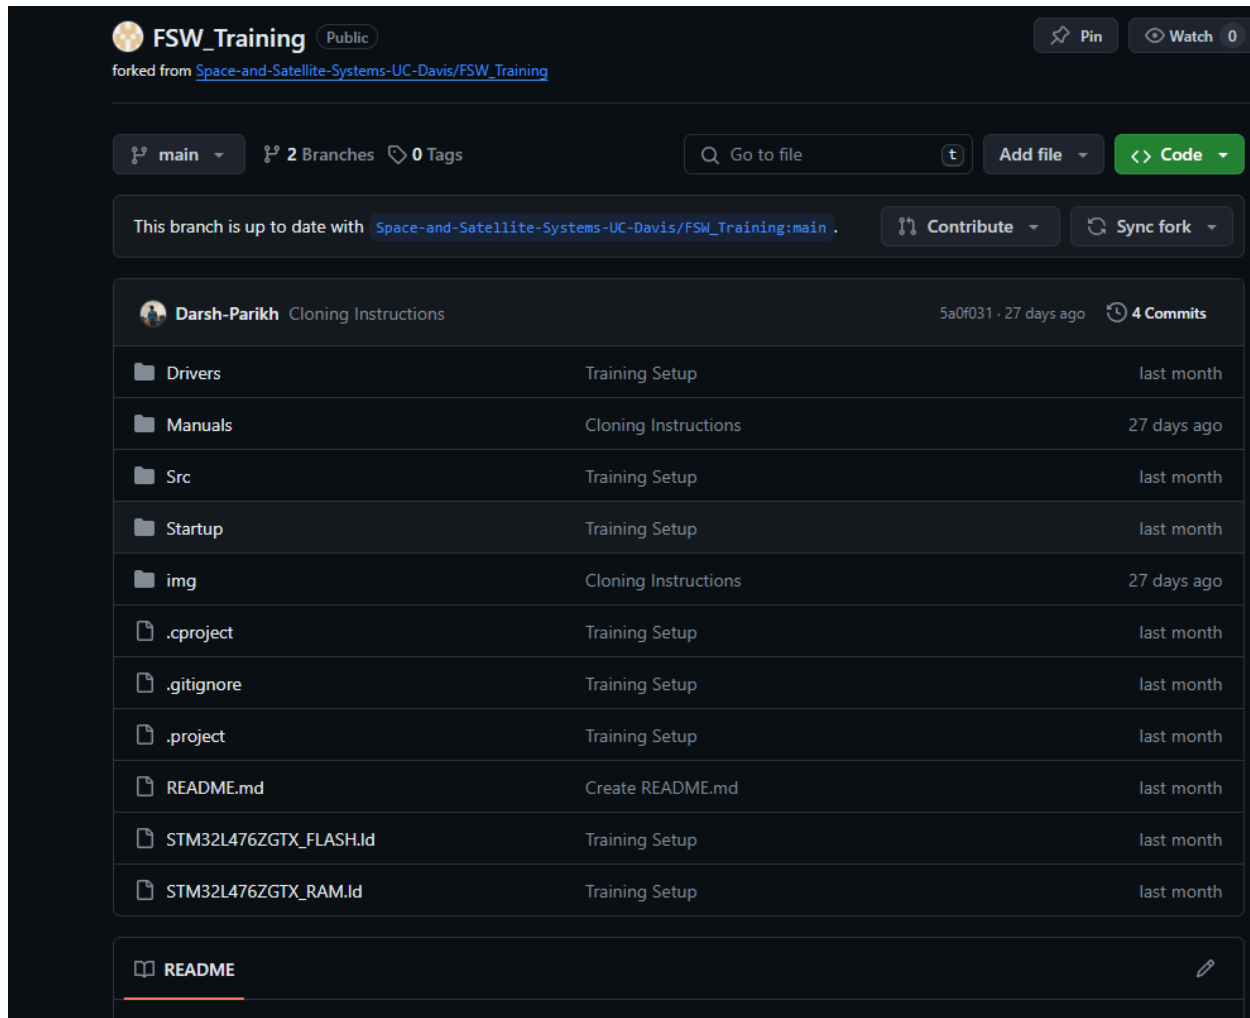 FSW_Training Public Pin Watch 0
forked from Space-and-Satellite-Systems-UC-Davis/FSW_Training
main 2 Branches 0 Tags Go to file t Add file Code
This branch is up to date with Space-and-Satellite-Systems-UC-Davis/FSW_Training:main . Contribute Sync fork
Darsh-Parikh Cloning Instructions 5a0f031 · 27 days ago 4 Commits
Drivers Training Setup last month
Manuals Cloning Instructions 27 days ago
Src Training Setup last month
Startup Training Setup last month
img Cloning Instructions 27 days ago
.cproject Training Setup last month
.gitignore Training Setup last month
.project Training Setup last month
README.md Create README.md last month
STM32L476ZGTX_FLASH.ld Training Setup last month
STM32L476ZGTX_RAM.ld Training Setup last month
README